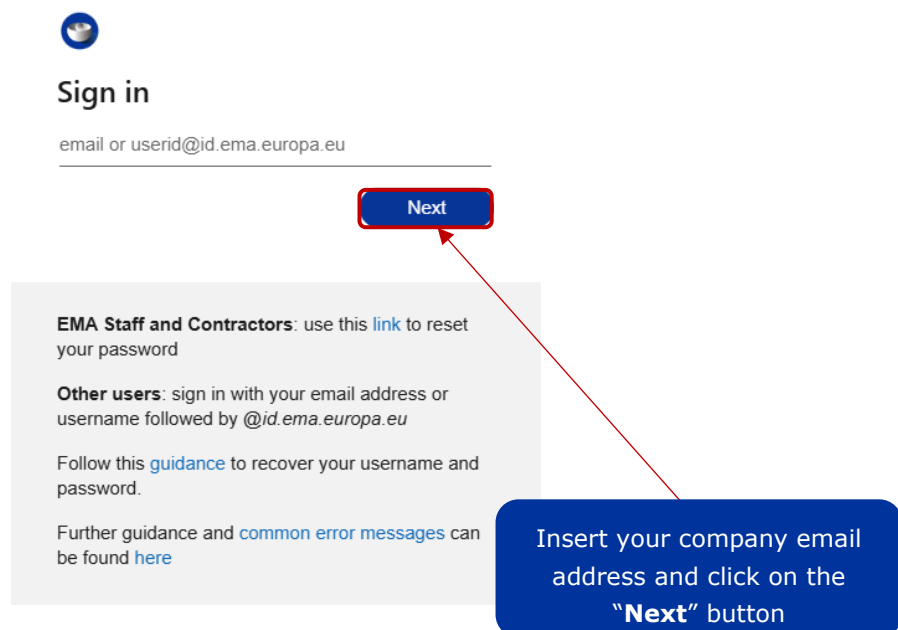 Sign in
email or userid@id.ema.europa.eu
Next
EMA Staff and Contractors: use this link to reset
your password
Other users: sign in with your email address or
username followed by @id.ema.europa.eu
Follow this guidance to recover your username and
password.
Further guidance and common error messages can
be found here
Insert your company email
address and click on the
“Next” button